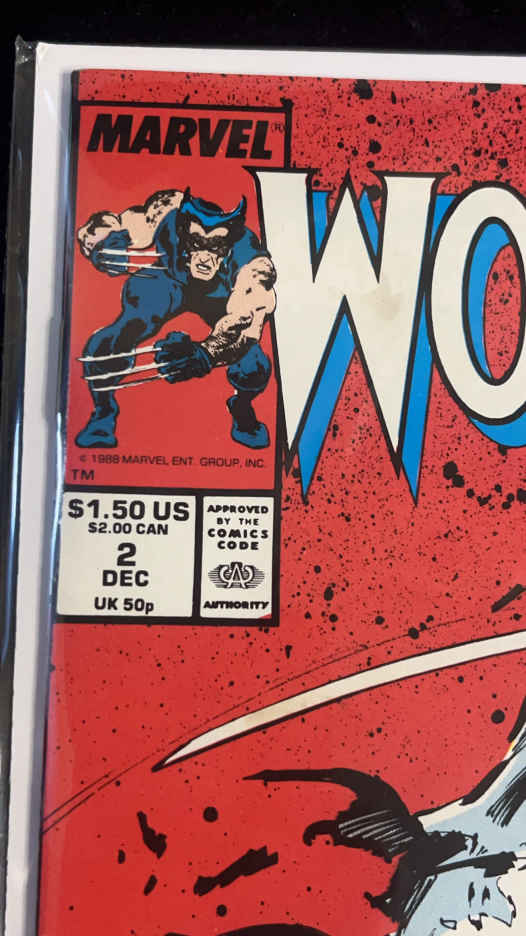 MARVEL®
WO
© 1988 MARVEL ENT. GROUP, INC.
TM
$1.50 US
$2.00 CAN
2
DEC
UK 50p
APPROVED
BY THE
COMICS
CODE
CA
AUTHORITY